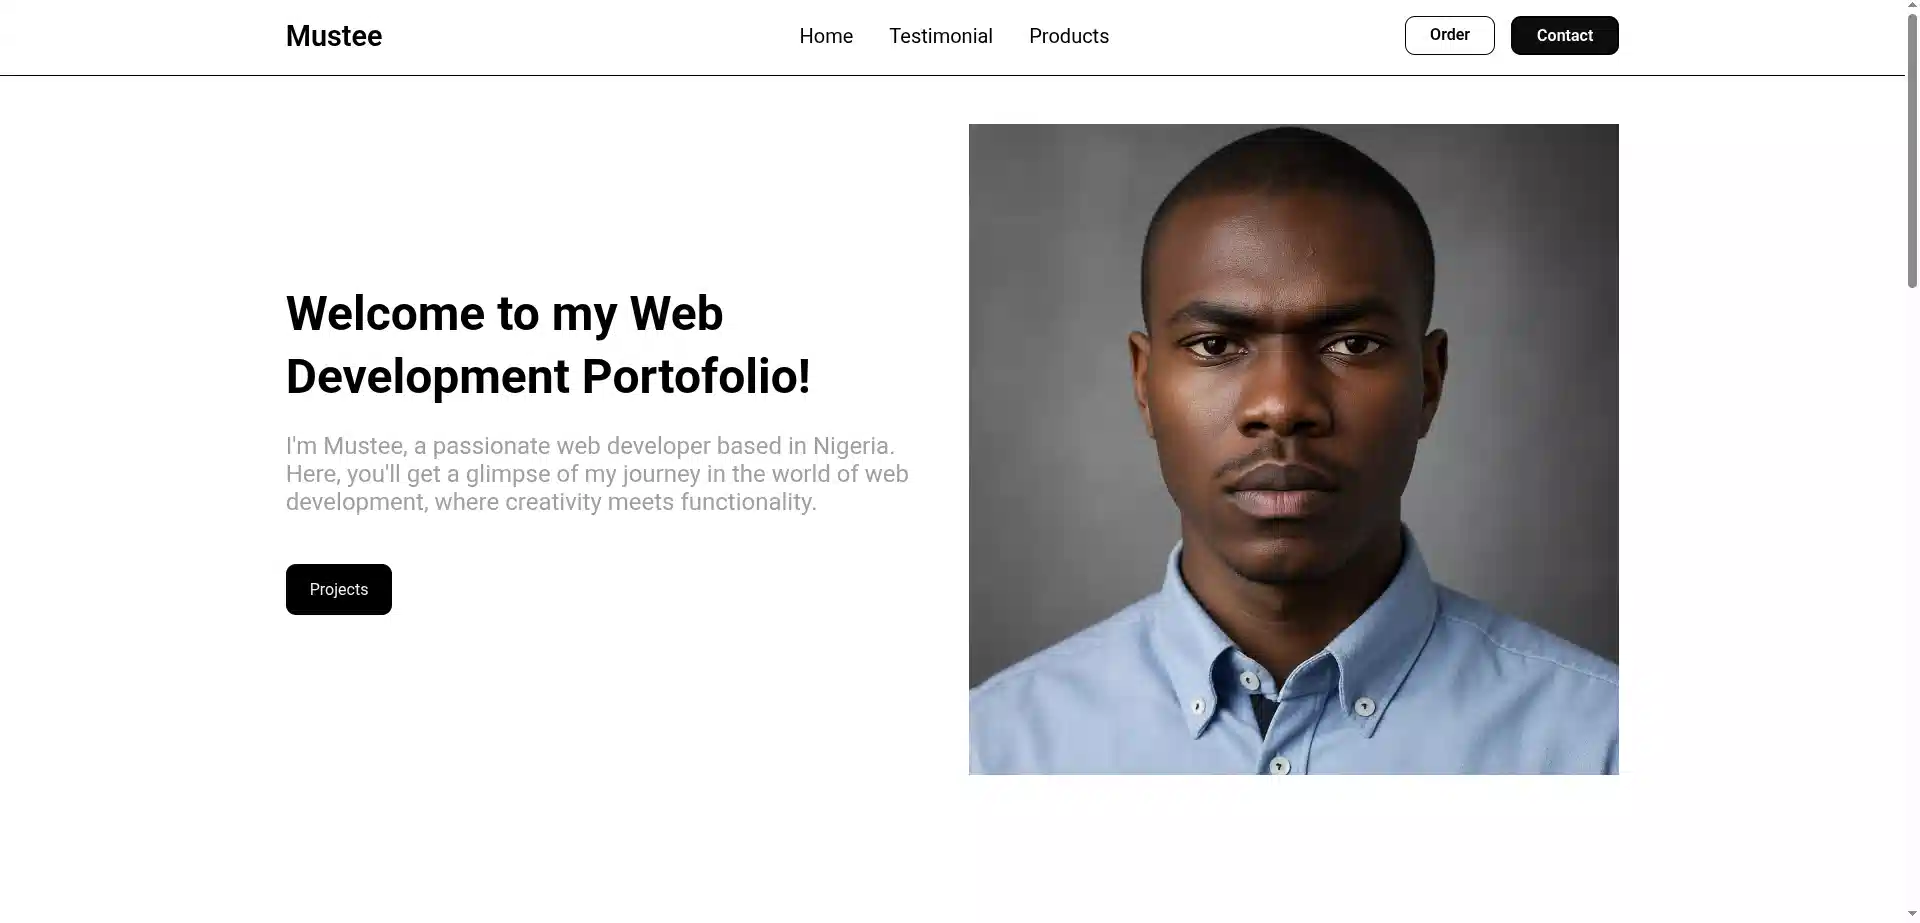 Mustee
Home
Testimonial
Products
Order
Contact
Welcome to my Web
Development Portofolio!
I'm Mustee, a passionate web developer based in Nigeria.
Here, you'll get a glimpse of my journey in the world of web
development, where creativity meets functionality.
Projects